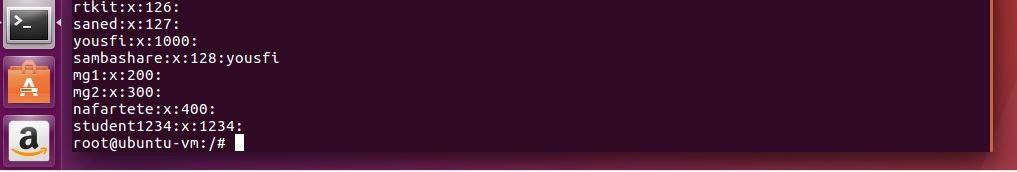 rtkit:x:126:
saned:x:127:
yousfi:x:1000:
sambashare:x:128:yousfi
mg1:x:200:
mg2:x:300:
nafartete:x:400:
student1234:x:1234:
root@ubuntu-vm:/#